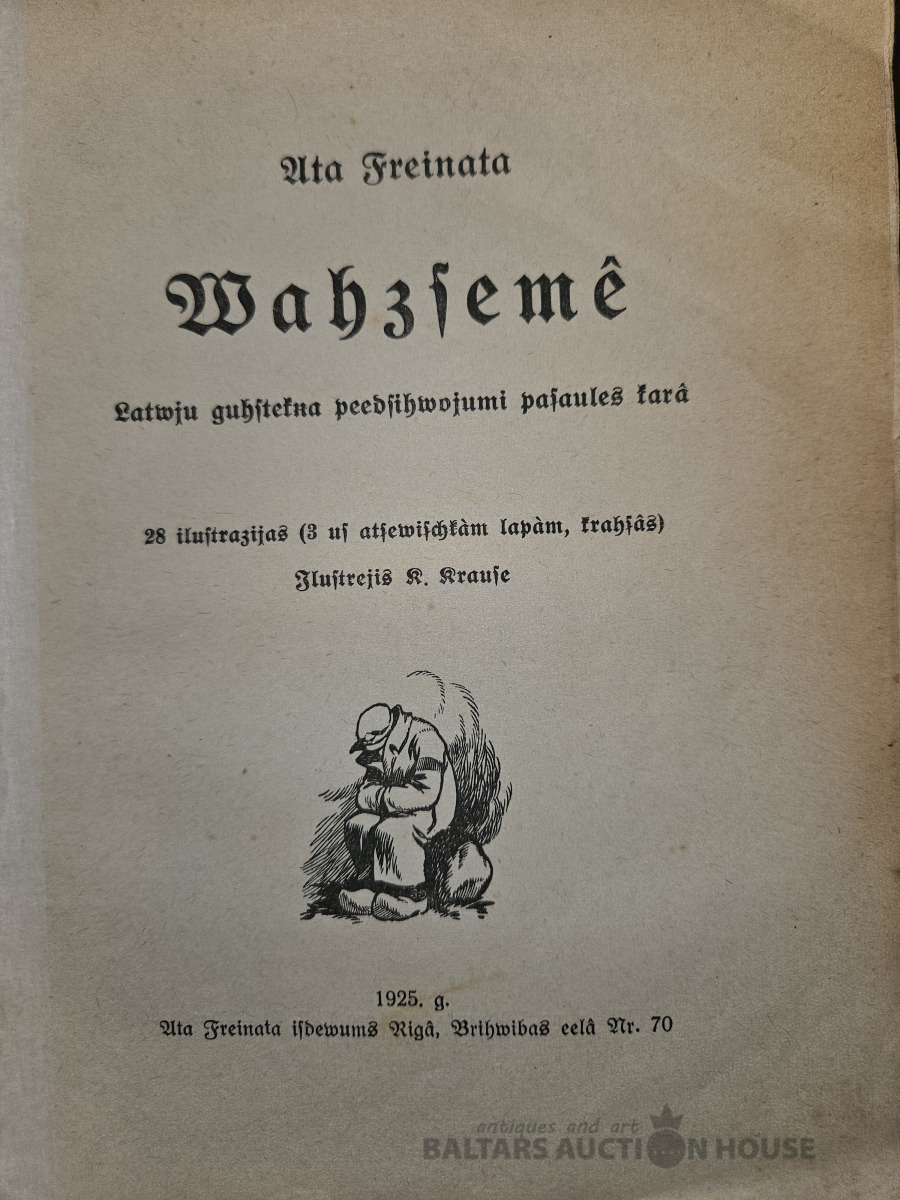 Ata Freinata
Wahzſemê
Latwju guhſtekna peedſihwojumi paſaules karâ
28 iluſtrazijas (3 uſ atſewiſchkàm lapàm, krahſâs)
Iluſtrejis K. Krauſe
1925. g.
Ata Freinata iſdewums Rigâ, Brihwibas eelâ Nr. 70
antiques and art
BALTARS AUCTION HOUSE